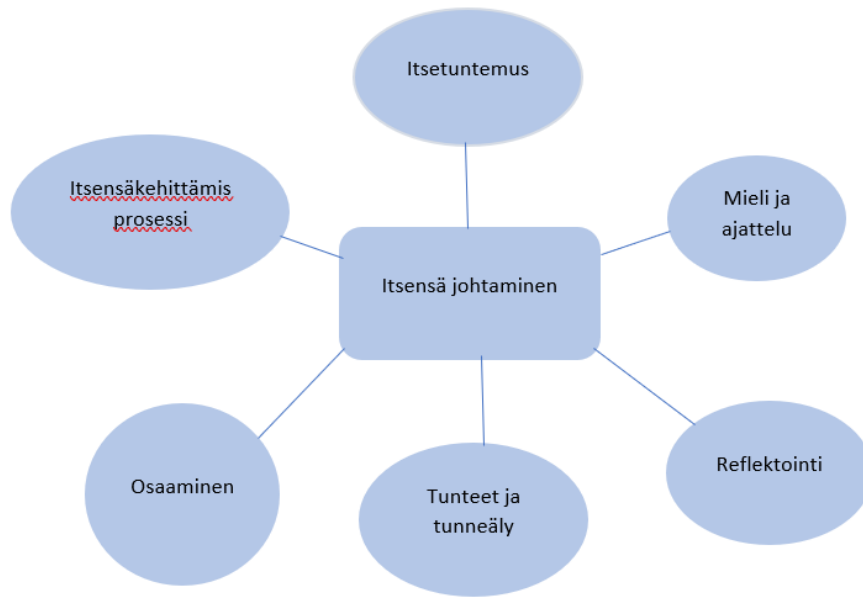 Itsetuntemus
Itsensäkehittämis
prosessi
Mieli ja
ajattelu
Itsensä johtaminen
Osaaminen
Tunteet ja
tunneäly
Reflektointi